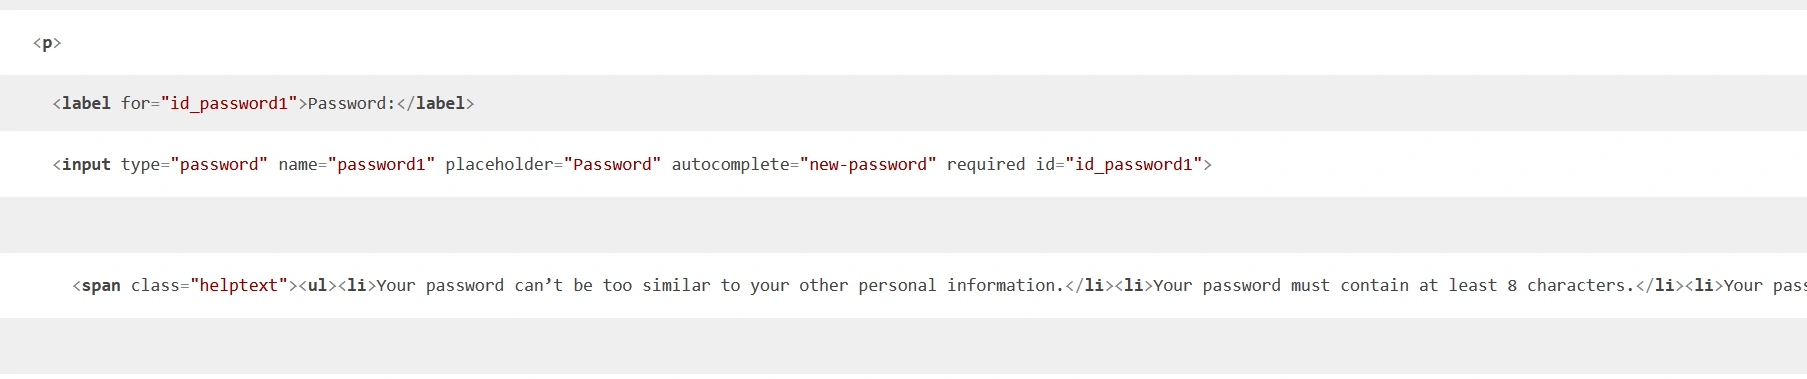 <p>
<label for="id_password1">Password:</label>
<input type="password" name="password1" placeholder="Password" autocomplete="new-password" required id="id_password1">
<span class="helptext"><ul><li>Your password can’t be too similar to your other personal information.</li><li>Your password must contain at least 8 characters.</li><li>Your